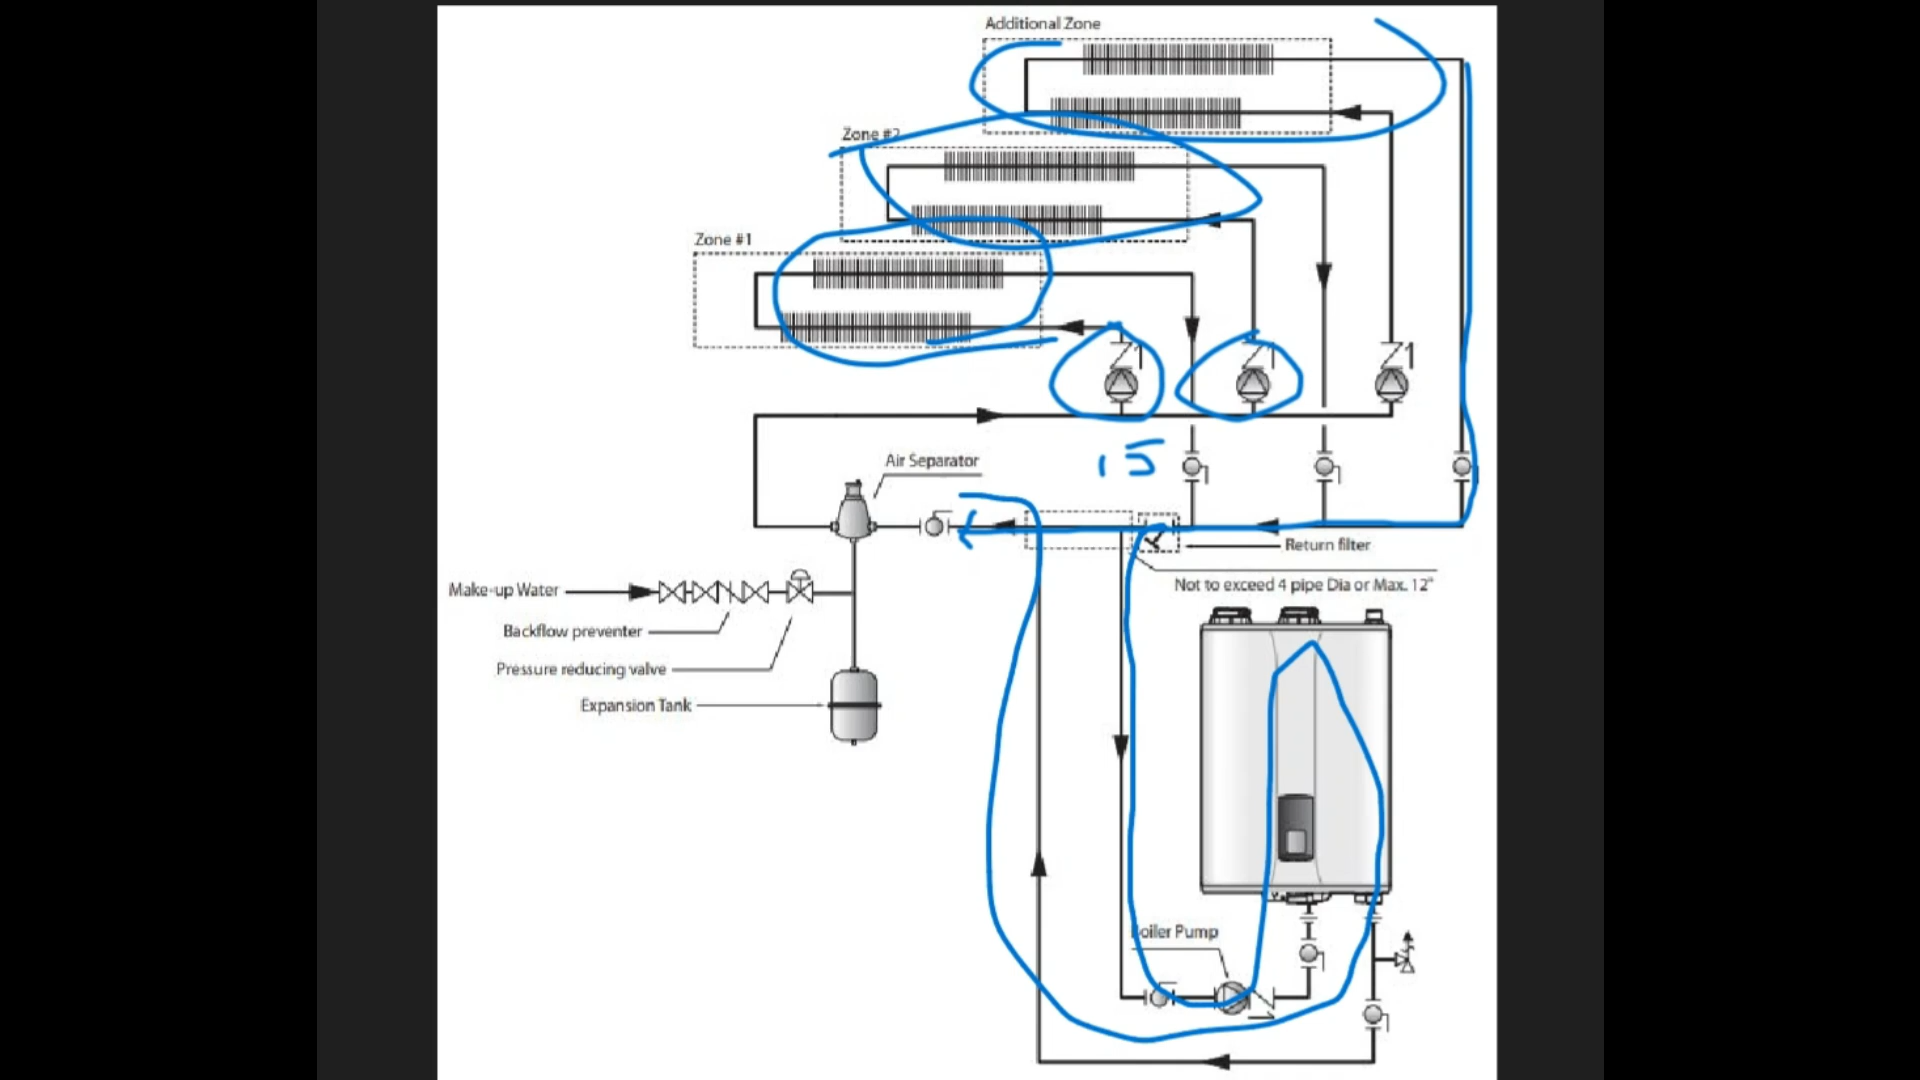 Additional Zone
Zone #2
Zone #1
15
Air Separator
Return filter
Make-up Water
Not to exceed 4 pipe Dia or Max. 12"
Backflow preventer
Pressure reducing valve
Expansion Tank
Boiler Pump